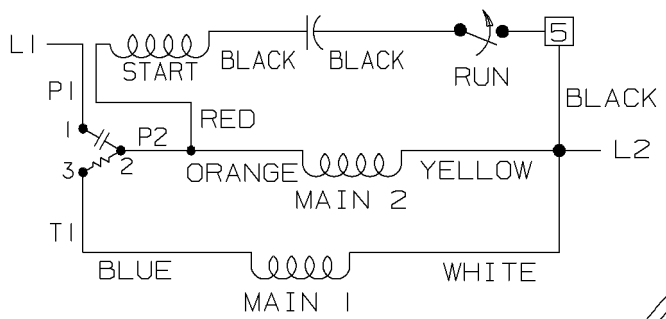 L1
START
BLACK
BLACK
RUN
5
P1
BLACK
RED
1
P2
L2
3
2
ORANGE
YELLOW
MAIN 2
T1
BLUE
WHITE
MAIN 1